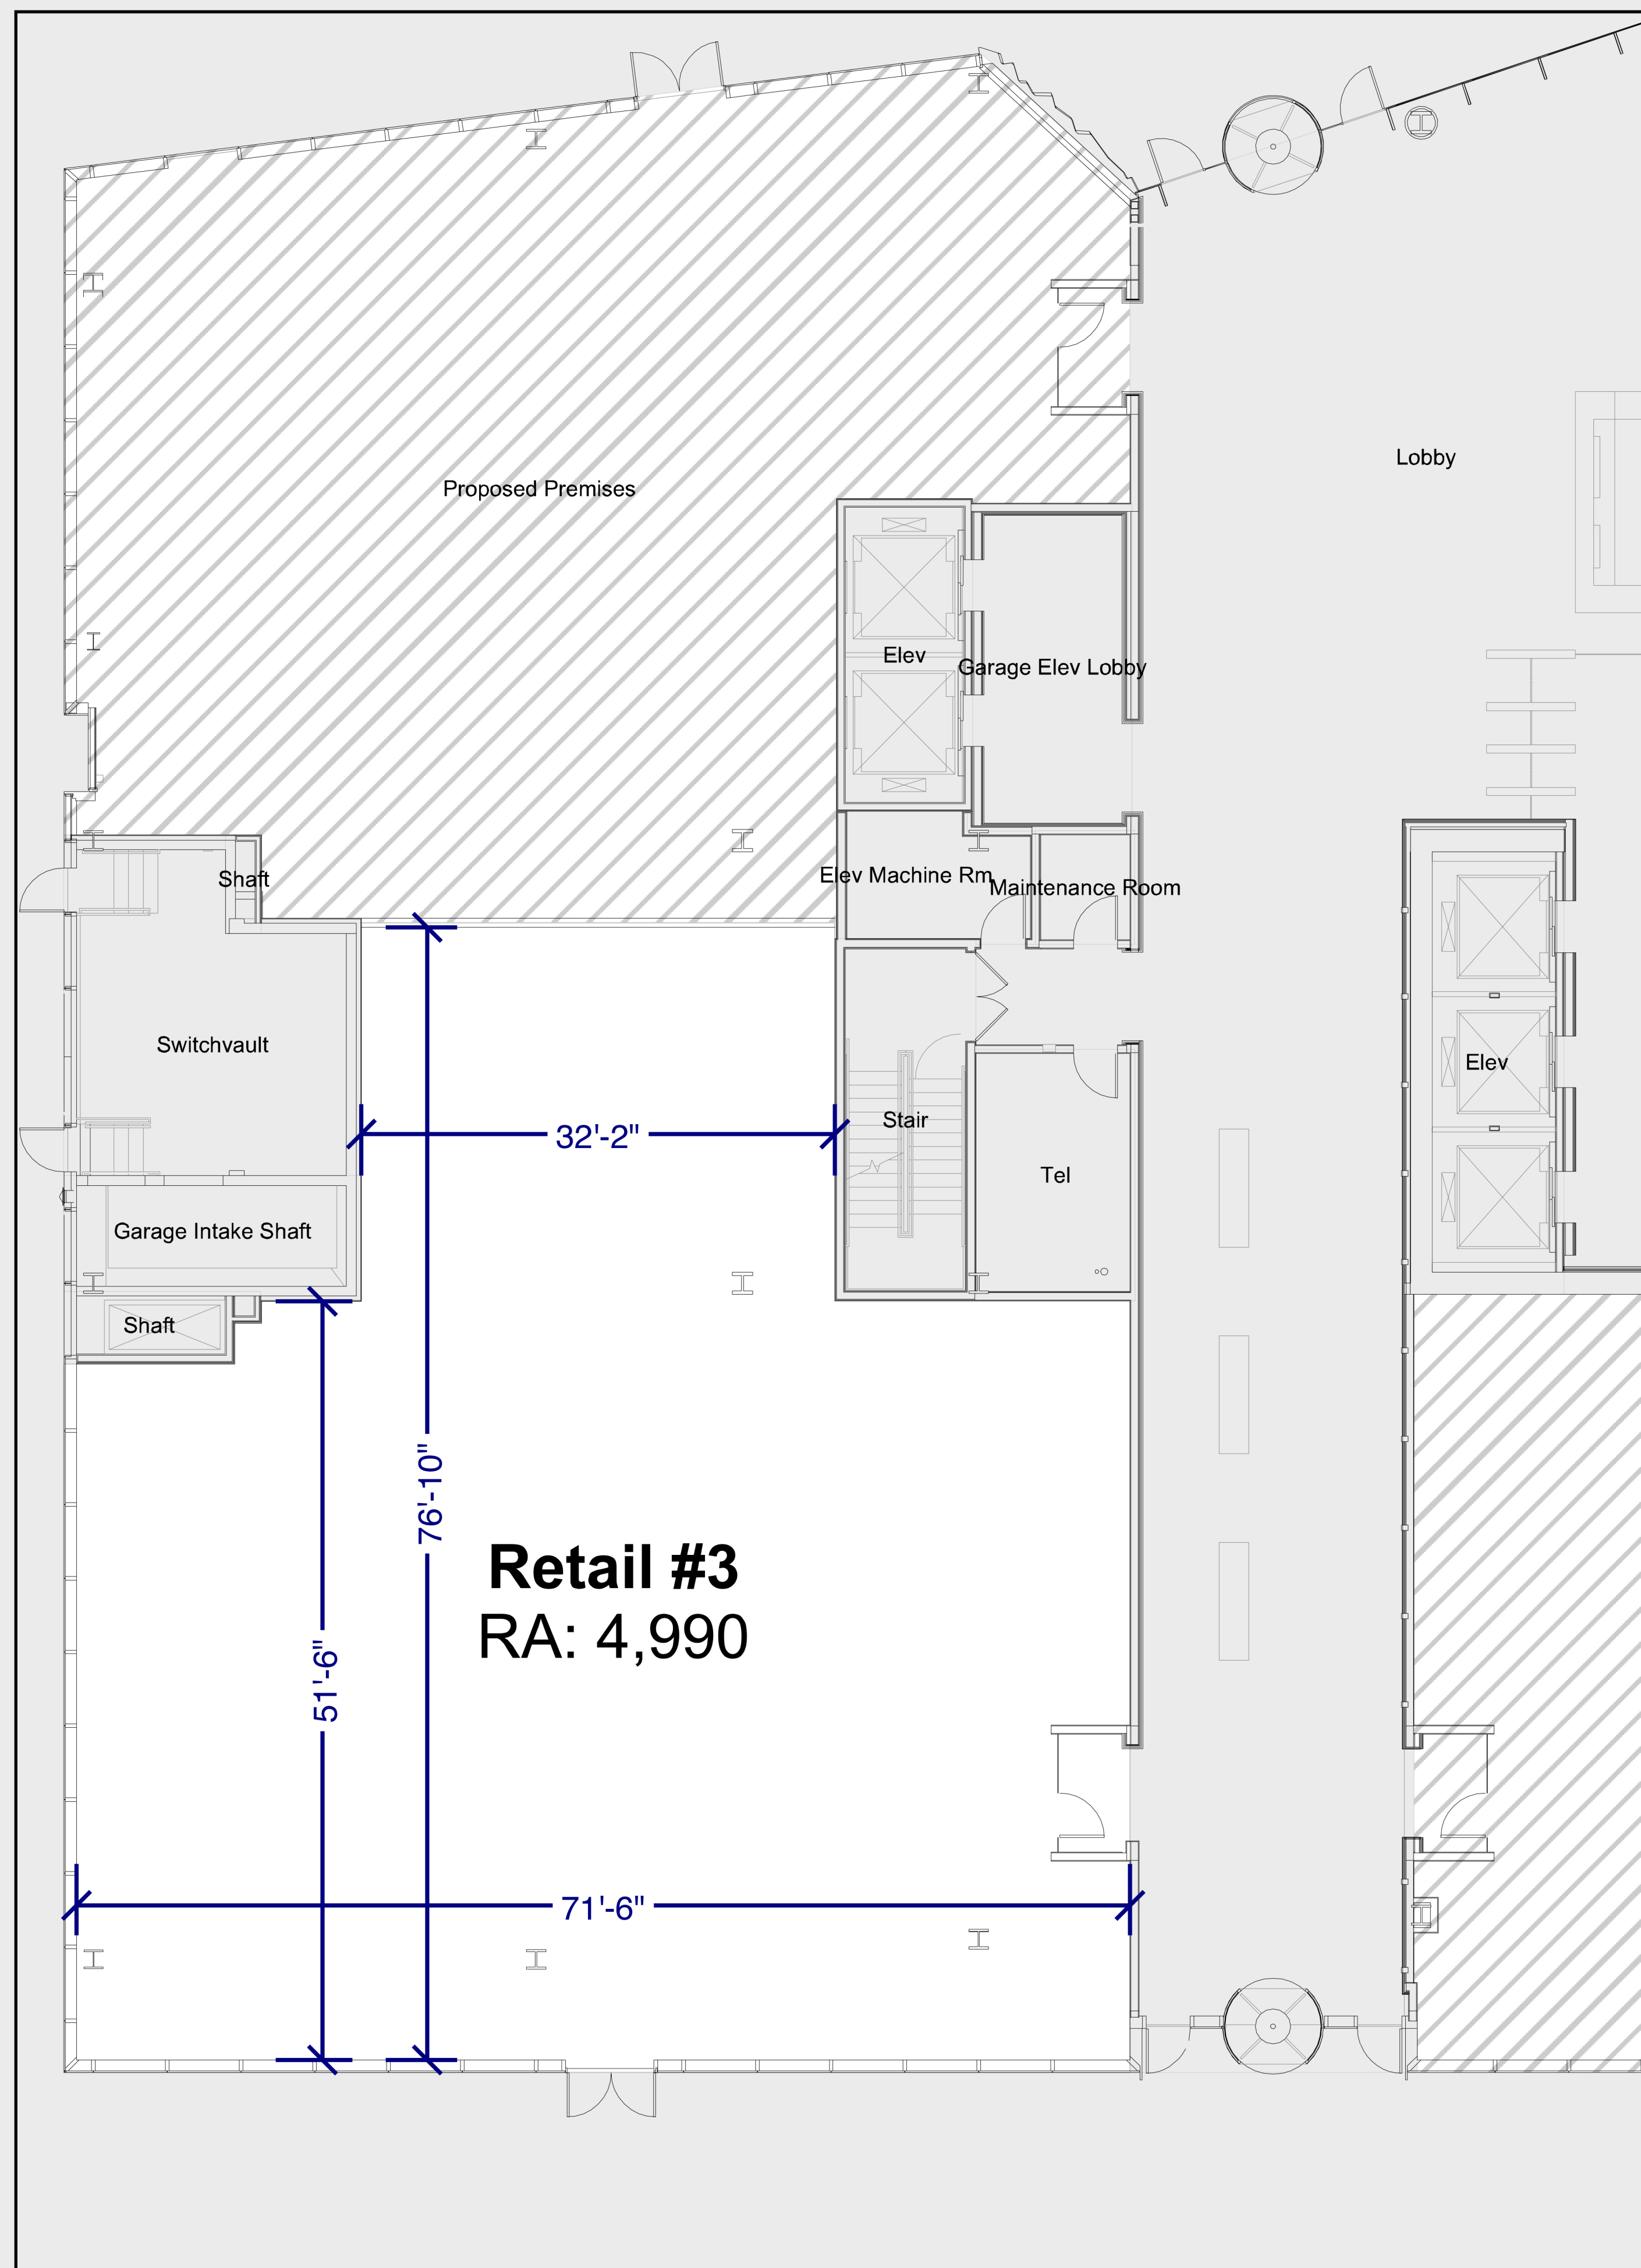 Proposed Premises
Lobby
Elev
Garage Elev Lobby
Shaft
Elev Machine Rm
Maintenance Room
Switchvault
Elev
32'-2"
Stair
Tel
Garage Intake Shaft
Shaft
76'-10"
Retail #3
RA: 4,990
51'-6"
71'-6"